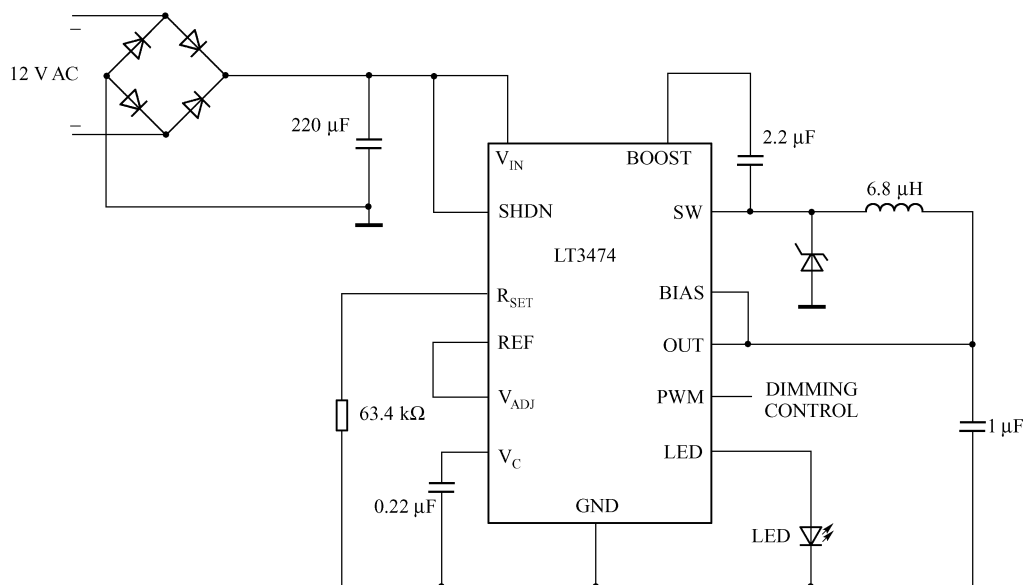 12 V AC
220 μF
2.2 μF
V_IN
BOOST
6.8 μH
SHDN
SW
LT3474
R_SET
BIAS
REF
OUT
V_ADJ
PWM
DIMMING
CONTROL
63.4 kΩ
1 μF
V_C
LED
0.22 μF
GND
LED